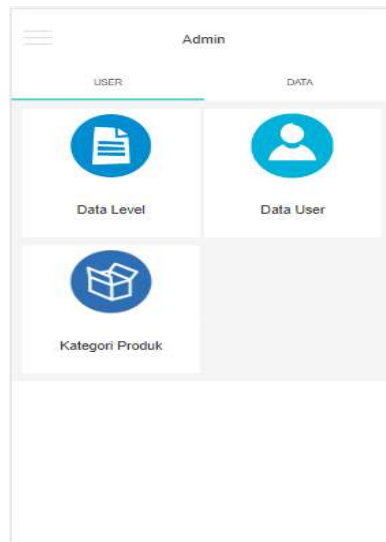 Admin
USER DATA
Data Level Data User
Kategori Produk